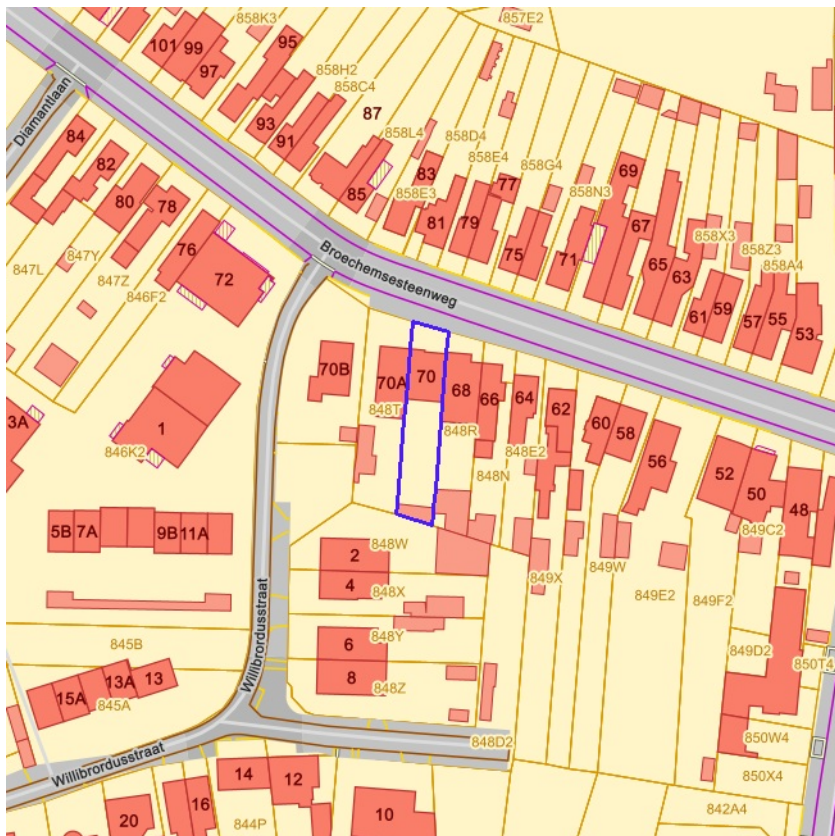 857E2
858K3
95
101
99
97
858H2
858C4
Diamantlaan
93
91
87
858L4
858D4
858E4
858G4
84
82
80
78
85
858E3
83
81
79
77
75
71
858N3
69
67
65
63
858X3
858Z3
858A4
61
59
57
55
53
847L
847Y
847Z
846F2
76
72
Broechemsesteenweg
70B
70A
70
68
66
64
62
60
58
56
52
50
48
848T
848R
848N
848E2
3A
1
846K2
849C2
5B
7A
9B
11A
2
848W
4
848X
849X
849W
849E2
849F2
Willibrordusstraat
6
848Y
8
848Z
845B
849D2
850T4
15A
13A
13
845A
848D2
850W4
850X4
Willibrordusstraat
14
12
16
20
844P
10
842A4